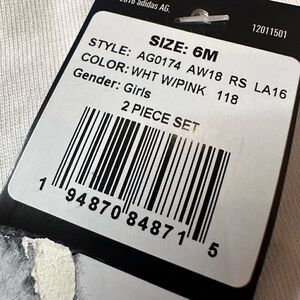 2018 adidas AG.
12011501
SIZE: 6M
STYLE: AG0174 AW18 RS LA16
COLOR: WHT W/PINK 118
Gender: Girls
2 PIECE SET
1 94870 84871 5